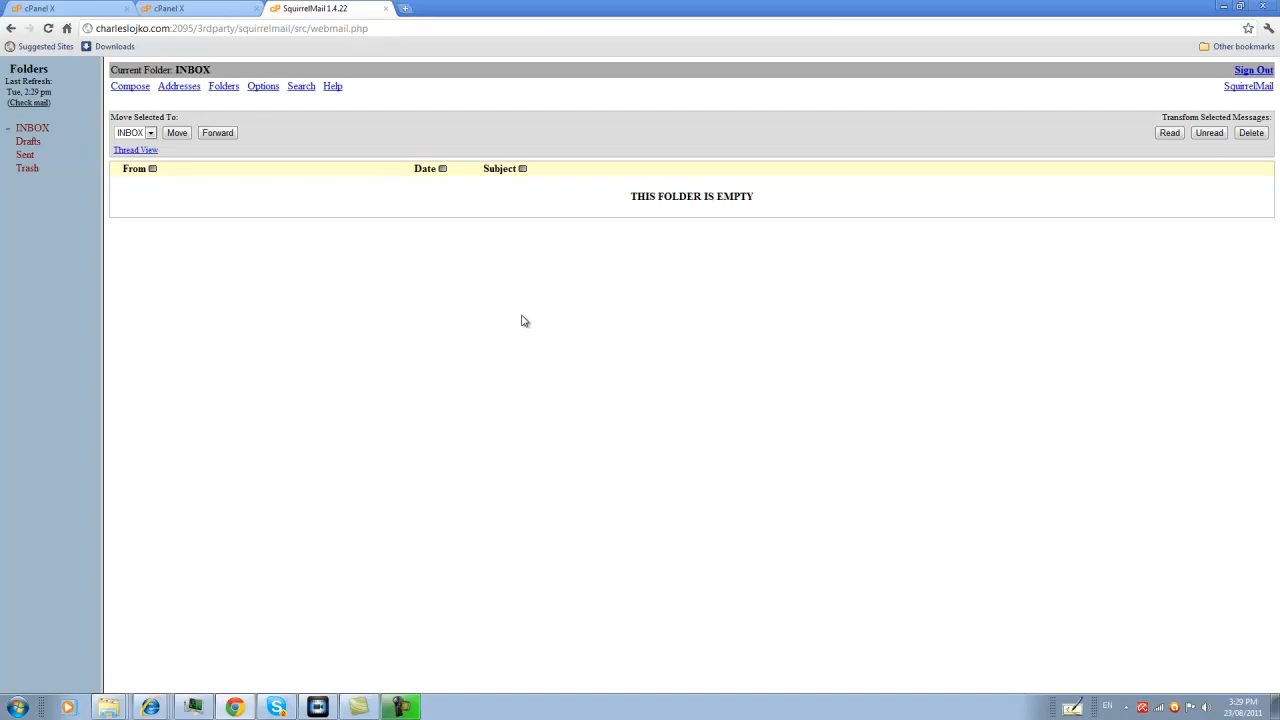 cPanel X
cPanel X
SquirrelMail 1.4.22
charleslojko.com:2095/3rdparty/squirrelmail/src/webmail.php
Suggested Sites
Downloads
Other bookmarks
Folders
Last Refresh:
Tue, 2:29 pm
(Check mail)
- INBOX
Drafts
Sent
Trash
Current Folder: INBOX
Sign Out
Compose Addresses Folders Options Search Help
SquirrelMail
Move Selected To:
Transform Selected Messages:
INBOX Move Forward
Read Unread Delete
Thread View
From Date Subject
THIS FOLDER IS EMPTY
EN
3:29 PM
23/08/2011